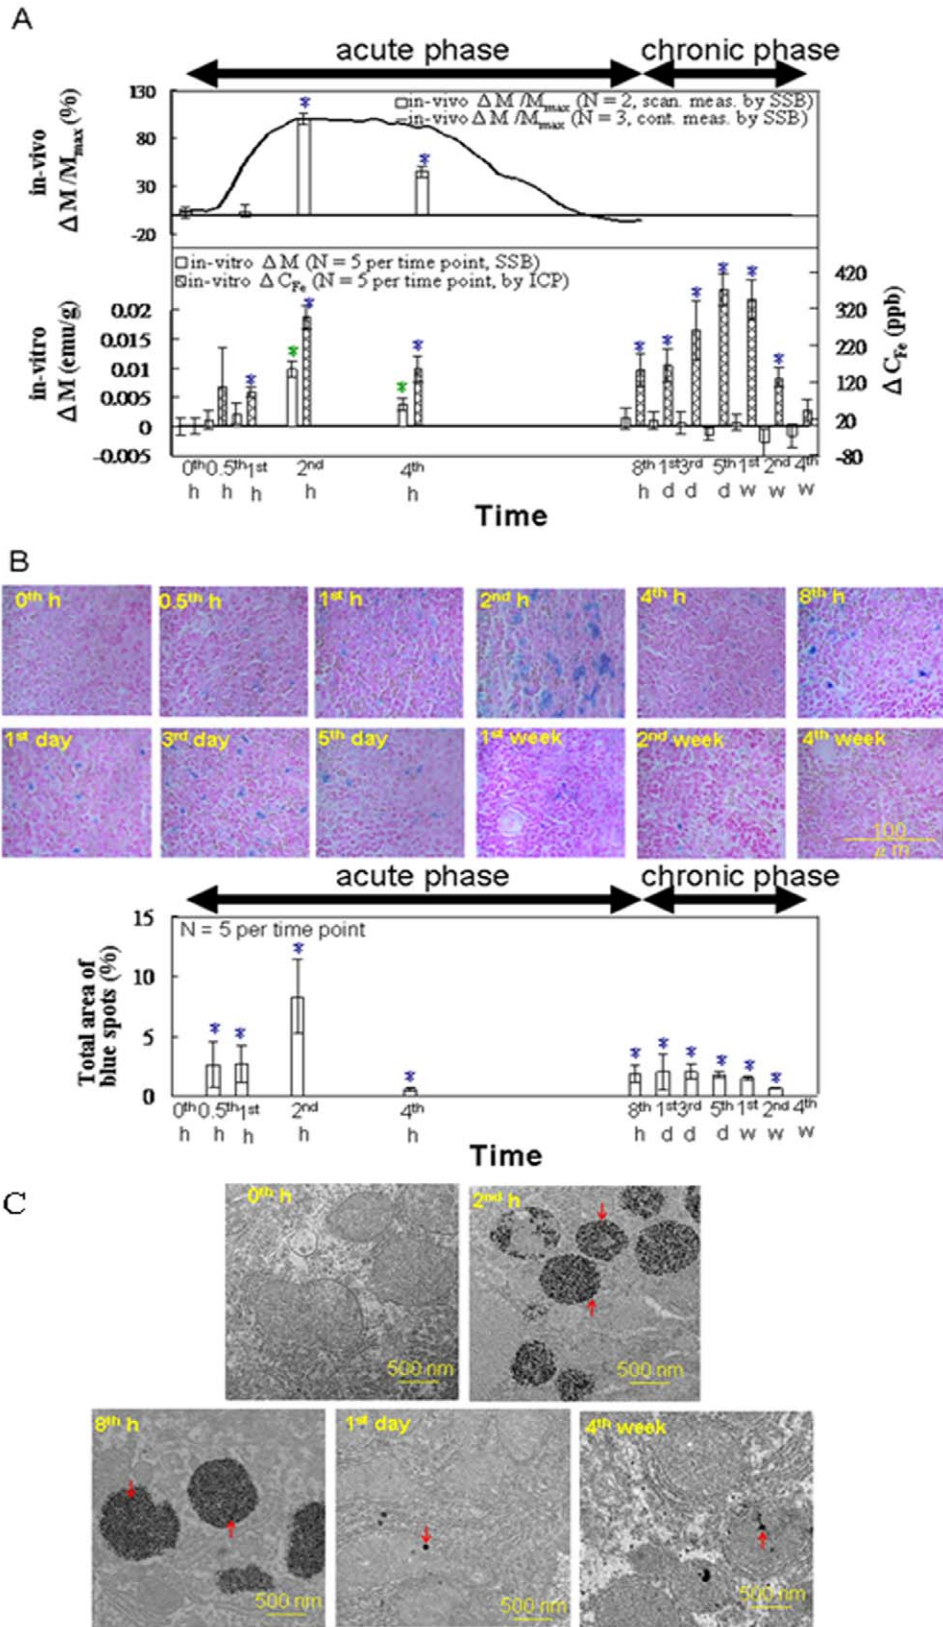 A
acute phase chronic phase
130
80
30
-20
in-vivo
Δ M /Mmax (%)
in-vivo Δ M /Mmax (N = 2, scan. meas. by SSB)
in-vivo Δ M /Mmax (N = 3, cont. meas. by SSB)
in-vitro Δ M (N = 5 per time point, SSB)
in-vitro Δ CFe (N = 5 per time point, by ICP)
in-vitro
Δ M (emu/g)
0.02
0.015
0.01
0.005
0
-0.005
420
320
220
120
20
-80
Δ CFe (ppb)
0th 0.5th 1st 2nd 4th 8th 1st 3rd 5th 1st 2nd 4th
h h h h h h d d d w w w
Time
B
0th h 0.5th h 1st h 2nd h 4th h 8th h
1st day 3rd day 5th day 1st week 2nd week 4th week
100
μm
acute phase chronic phase
N = 5 per time point
Total area of
blue spots (%)
15
10
5
0
0th 0.5th 1st 2nd 4th 8th 1st 3rd 5th 1st 2nd 4th
h h h h h h d d d w w w
Time
C
0th h 2nd h
500 nm 500 nm
8th h 1st day 4th week
500 nm 500 nm 500 nm